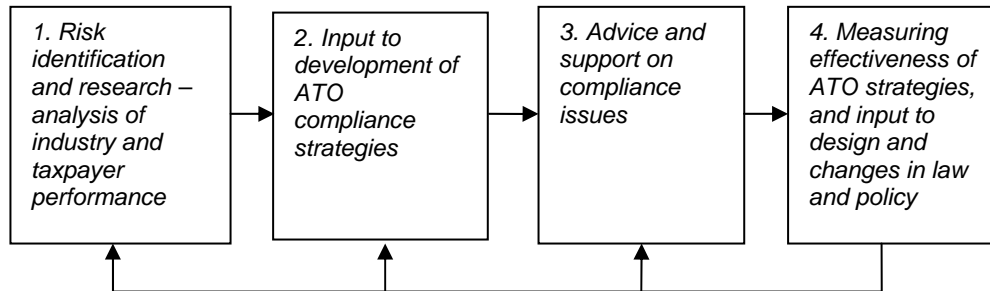 1. Risk
identification
and research –
analysis of
industry and
taxpayer
performance
2. Input to
development of
ATO
compliance
strategies
3. Advice and
support on
compliance
issues
4. Measuring
effectiveness of
ATO strategies,
and input to
design and
changes in law
and policy